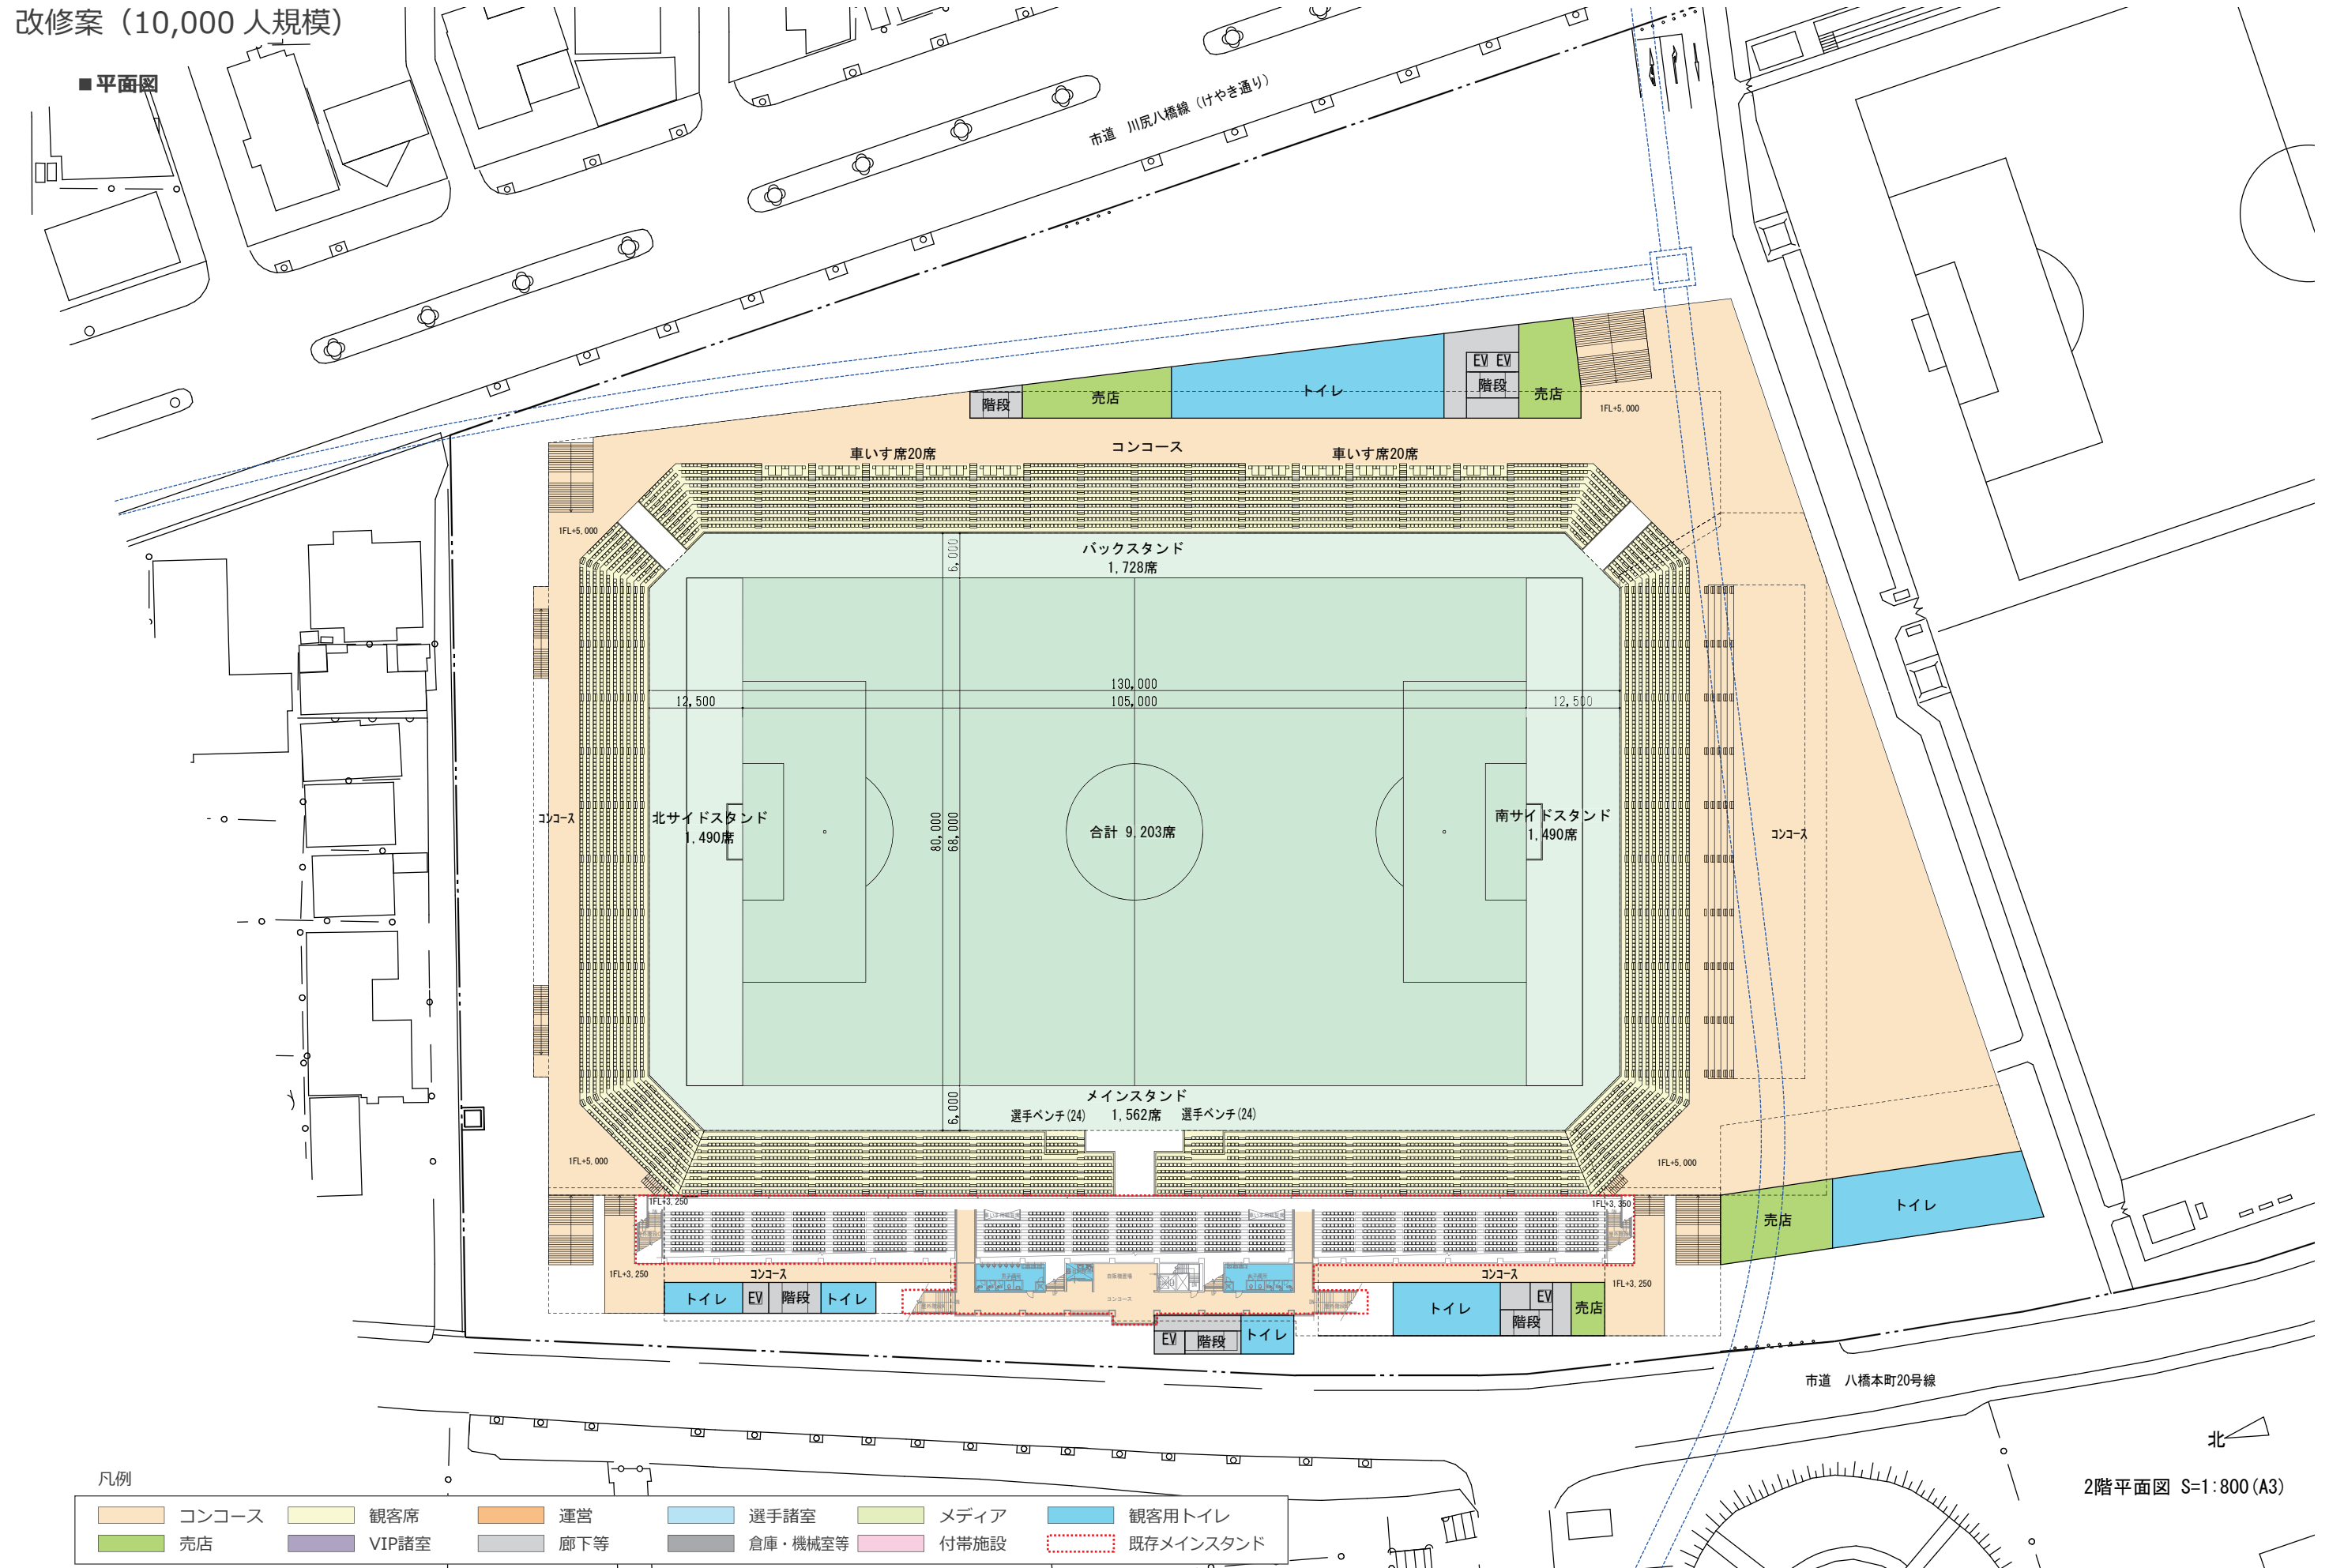 改修案（10,000 人規模）
■平面図
市道　川尻八橋線（けやき通り）
EV EV
階段
階段
売店
トイレ
売店
1FL+5,000
コンコース
車いす席20席
車いす席20席
1FL+5,000
バックスタンド
1,728席
6,000
130,000
12,500
105,000
12,500
コンコース
北サイドスタンド
1,490席
80,000
68,000
合計 9,203席
南サイドスタンド
1,490席
コンコース
6,000
メインスタンド
選手ベンチ(24)
1,562席
選手ベンチ(24)
1FL+5,000
1FL+5,000
1FL+3,250
1FL+3,350
売店
トイレ
1FL+3,250
コンコース
コンコース
コンコース
1FL+3,250
トイレ
EV
階段
トイレ
トイレ
EV
階段
売店
EV
階段
トイレ
市道　八橋本町20号線
北
2階平面図 S=1:800(A3)
凡例
コンコース
観客席
運営
選手諸室
メディア
観客用トイレ
売店
VIP諸室
廊下等
倉庫・機械室等
付帯施設
既存メインスタンド